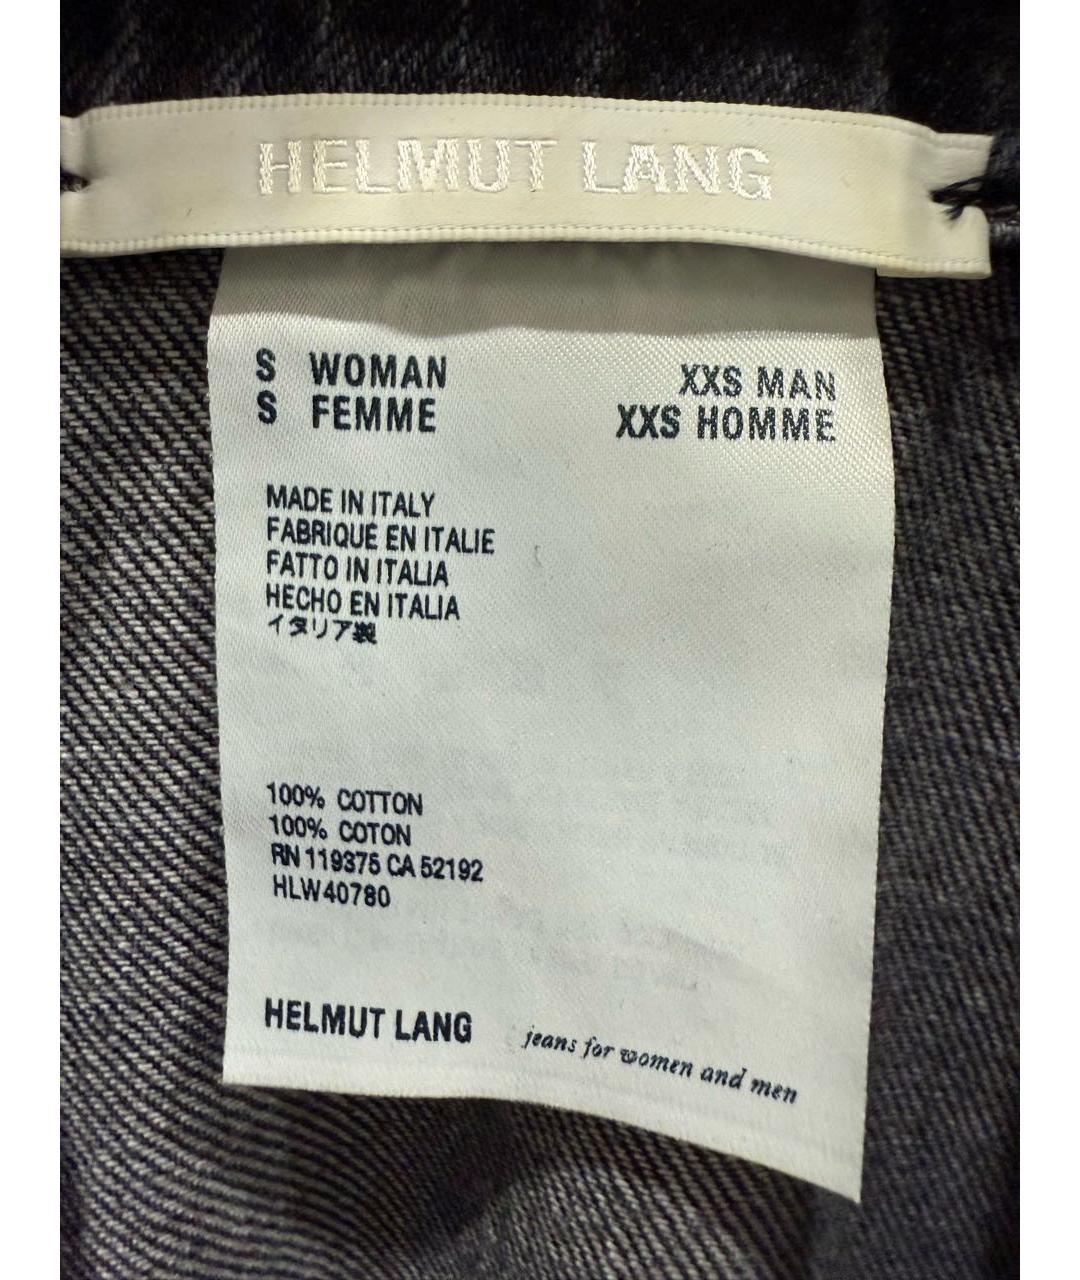 HELMUT LANG
S WOMAN XXS MAN
S FEMME XXS HOMME
MADE IN ITALY
FABRIQUE EN ITALIE
FATTO IN ITALIA
HECHO EN ITALIA
イタリア製
100% COTTON
100% COTON
RN 119375 CA 52192
HLW40780
HELMUT LANG jeans for women and men